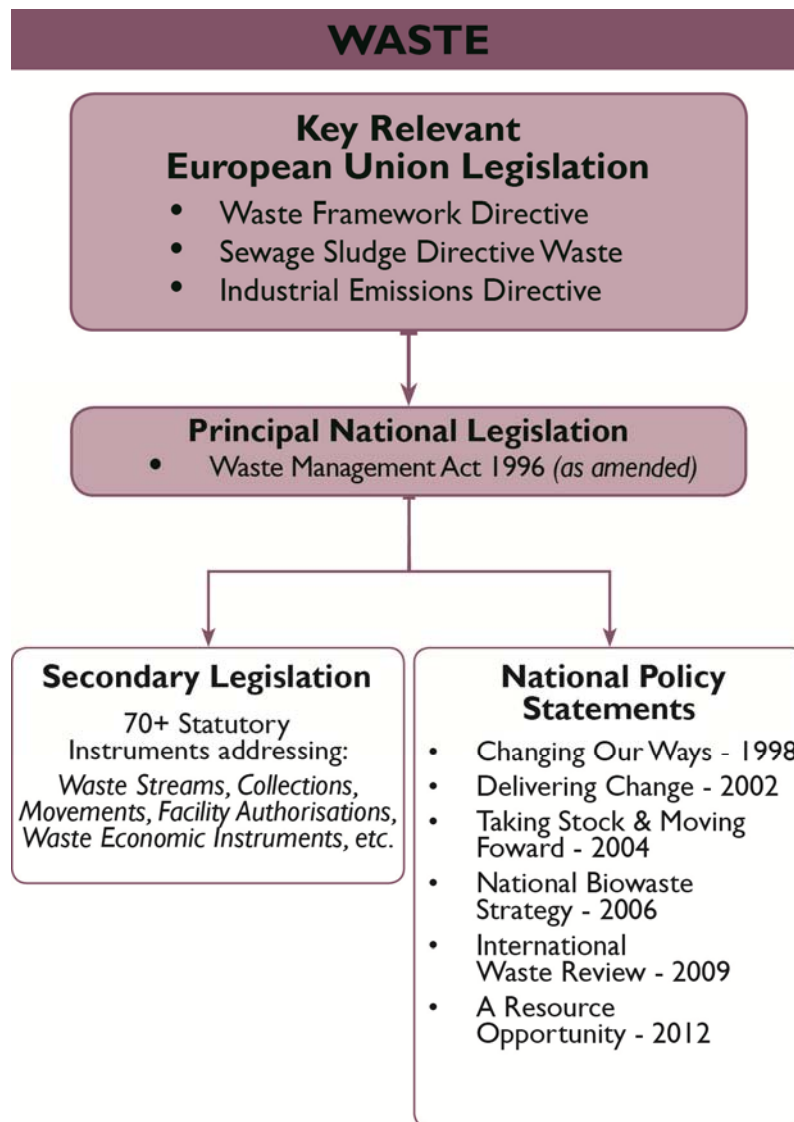 WASTE
Key Relevant
European Union Legislation
• Waste Framework Directive
• Sewage Sludge Directive Waste
• Industrial Emissions Directive
Principal National Legislation
• Waste Management Act 1996 (as amended)
Secondary Legislation
70+ Statutory
Instruments addressing:
Waste Streams, Collections,
Movements, Facility Authorisations,
Waste Economic Instruments, etc.
National Policy
Statements
• Changing Our Ways - 1998
• Delivering Change - 2002
• Taking Stock & Moving
Foward - 2004
• National Biowaste
Strategy - 2006
• International
Waste Review - 2009
• A Resource
Opportunity - 2012